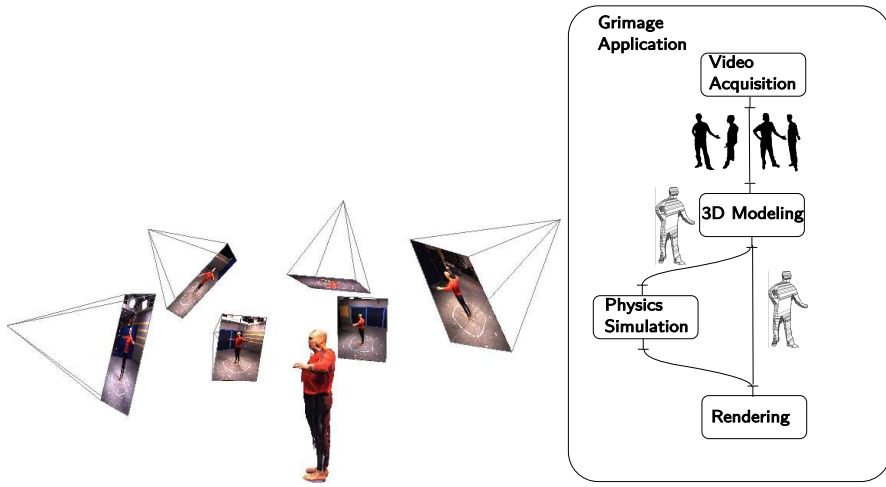 Grimage
Application
Video
Acquisition
3D Modeling
Physics
Simulation
Rendering